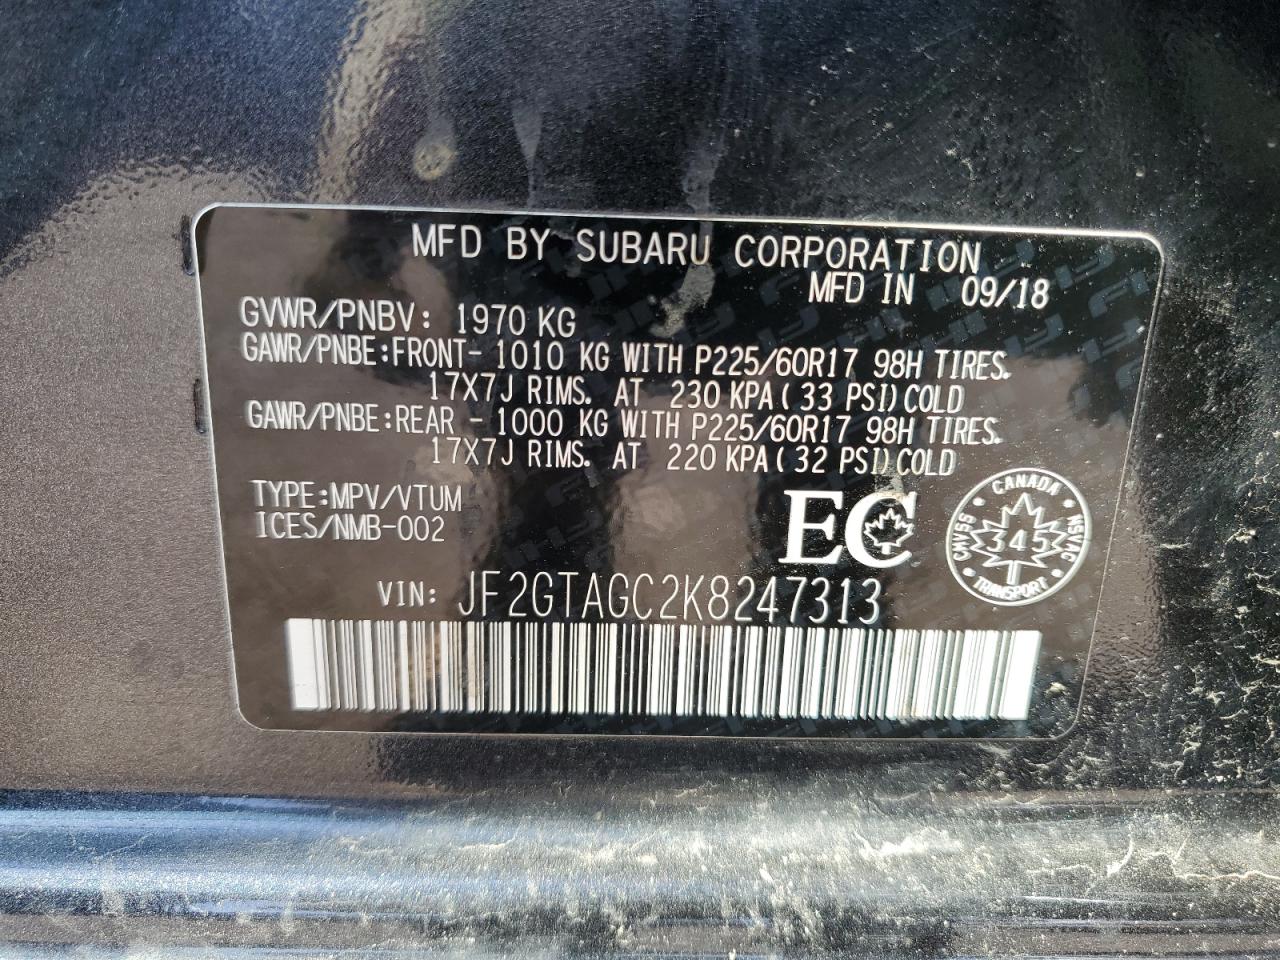 MFD BY SUBARU CORPORATION
MFD IN 09/18
GVWR/PNBV: 1970 KG
GAWR/PNBE:FRONT- 1010 KG WITH P225/60R17 98H TIRES.
17X7J RIMS. AT 230 KPA(33 PSI)COLD
GAWR/PNBE:REAR - 1000 KG WITH P225/60R17 98H TIRES.
17X7J RIMS. AT 220 KPA(32 PSI)COLD
TYPE:MPV/VTUM
ICES/NMB-002
EC
CANADA
CMVSS
345
NSVAC
TRANSPORT
VIN: JF2GTAGC2K8247313